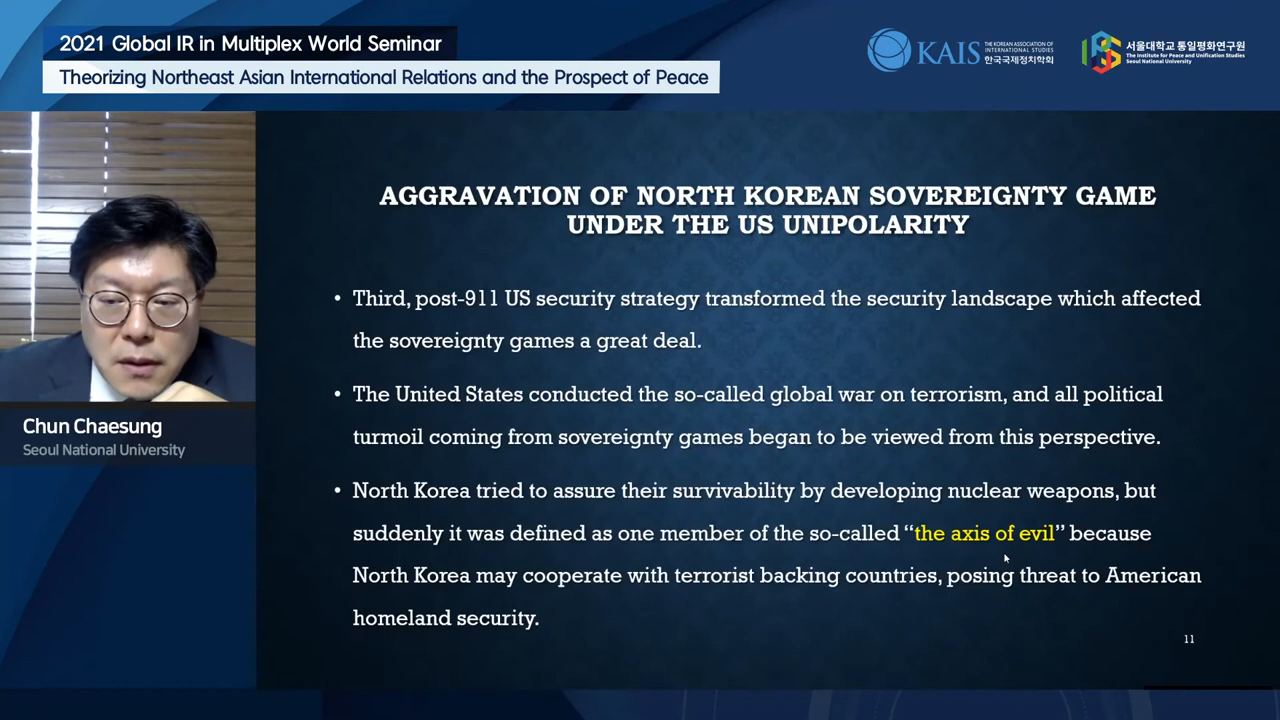 2021 Global IR in Multiplex World Seminar
Theorizing Northeast Asian International Relations and the Prospect of Peace
KAIS
THE KOREAN ASSOCIATION OF
INTERNATIONAL STUDIES
한국국제정치학회
서울대학교 통일평화연구원
The Institute for Peace and Unification Studies
Seoul National University
AGGRAVATION OF NORTH KOREAN SOVEREIGNTY GAME
UNDER THE US UNIPOLARITY
• Third, post-911 US security strategy transformed the security landscape which affected
the sovereignty games a great deal.
• The United States conducted the so-called global war on terrorism, and all political
turmoil coming from sovereignty games began to be viewed from this perspective.
• North Korea tried to assure their survivability by developing nuclear weapons, but
suddenly it was defined as one member of the so-called “the axis of evil” because
North Korea may cooperate with terrorist backing countries, posing threat to American
homeland security.
11
Chun Chaesung
Seoul National University